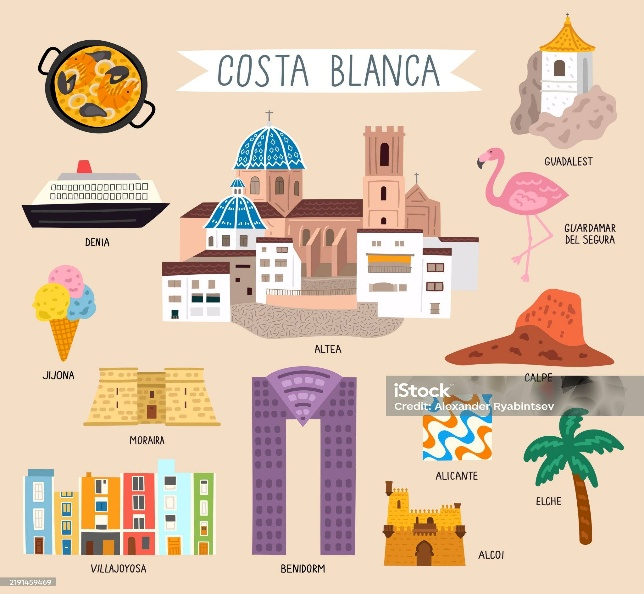 COSTA BLANCA
GUADALEST
DENIA
GUARDAMAR
DEL SEGURA
ALTEA
JIJONA
CALPE
iStock
Credit: Alexander Ryabintsev
MORAIRA
ALICANTE
ELCHE
ALCOI
VILLAJOYOSA
BENIDORM
2191459469